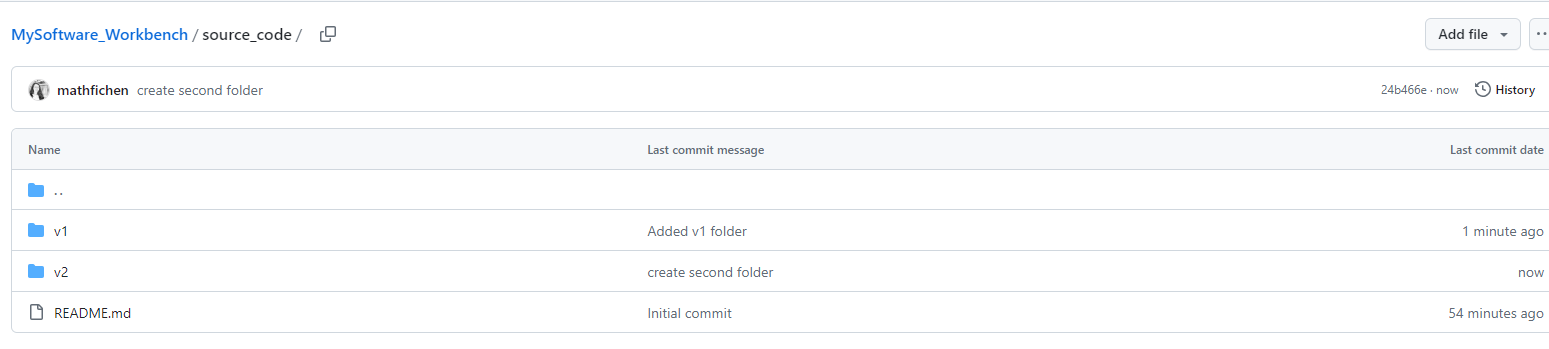 MySoftware_Workbench / source_code / Add file
mathfichen create second folder 24b466e · now History
Name Last commit message Last commit date
..
v1 Added v1 folder 1 minute ago
v2 create second folder now
README.md Initial commit 54 minutes ago